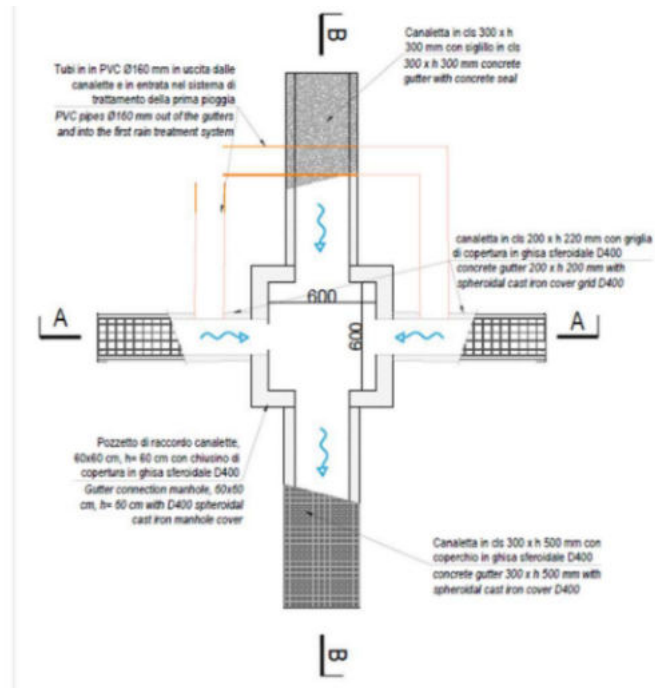 B
Canaletta in cls 300 x h
300 mm con sigillo in cls
300 x h 300 mm concrete
gutter with concrete seal
Tubi in in PVC Ø160 mm in uscita dalle
canalette e in entrata nel sistema di
trattamento della prima pioggia
PVC pipes Ø160 mm out of the gutters
and into the first rain treatment system
canaletta in cls 200 x h 220 mm con griglia
di copertura in ghisa sferoidale D400
concrete gutter 200 x h 200 mm with
spheroidal cast iron cover grid D400
600
600
A
A
Pozzetto di raccordo canalette,
60x60 cm, h= 60 cm con chiusino di
copertura in ghisa sferoidale D400
Gutter connection manhole, 60x60
cm, h= 60 cm with D400 spheroidal
cast iron manhole cover
Canaletta in cls 300 x h 500 mm con
coperchio in ghisa sferoidale D400
concrete gutter 300 x h 500 mm with
spheroidal cast iron cover D400
B